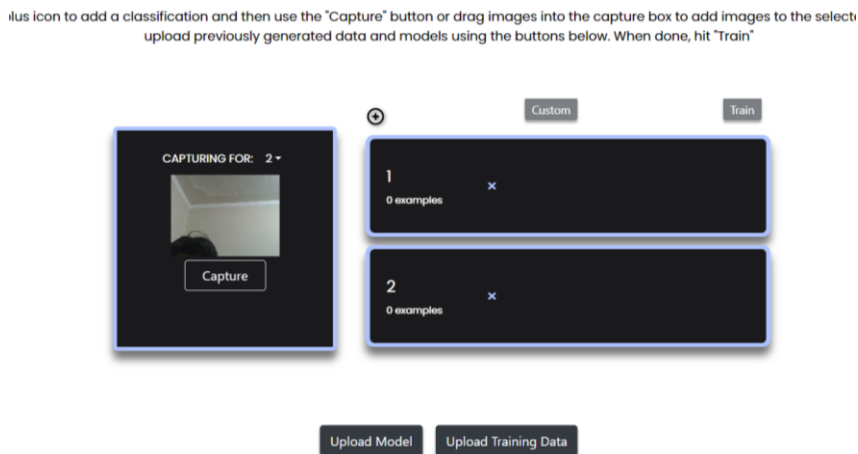 icon to add a classification and then use the "Capture" button or drag images into the capture box to add images to the
upload previously generated data and models using the buttons below. When done, hit "Train"
Custom
Train
CAPTURING FOR: 2
Capture
1
0 examples
×
2
0 examples
×
Upload Model
Upload Training Data